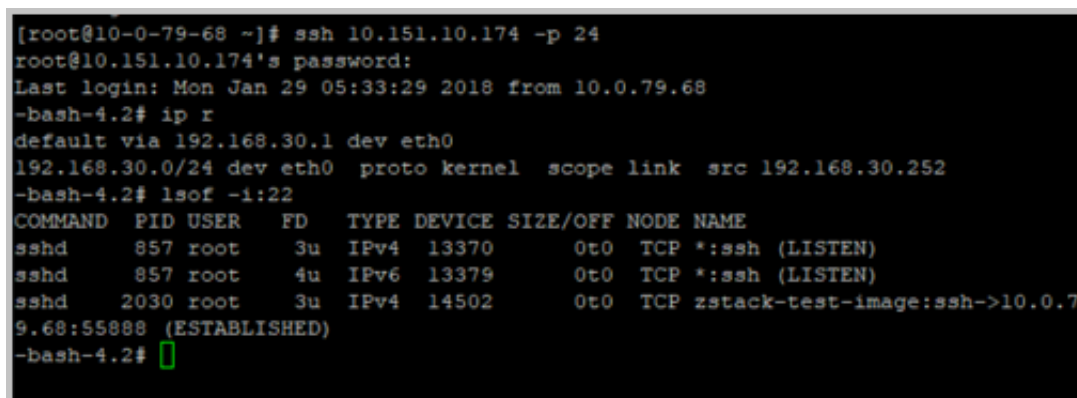 [root@10-0-79-68 ~]# ssh 10.151.10.174 -p 24
root@10.151.10.174's password:
Last login: Mon Jan 29 05:33:29 2018 from 10.0.79.68
-bash-4.2# ip r
default via 192.168.30.1 dev eth0
192.168.30.0/24 dev eth0  proto kernel  scope link  src 192.168.30.252
-bash-4.2# lsof -i:22
COMMAND  PID USER   FD   TYPE DEVICE SIZE/OFF NODE NAME
sshd     857 root    3u  IPv4  13370      0t0  TCP *:ssh (LISTEN)
sshd     857 root    4u  IPv6  13379      0t0  TCP *:ssh (LISTEN)
sshd    2030 root    3u  IPv4  14502      0t0  TCP zstack-test-image:ssh->10.0.7
9.68:55888 (ESTABLISHED)
-bash-4.2#